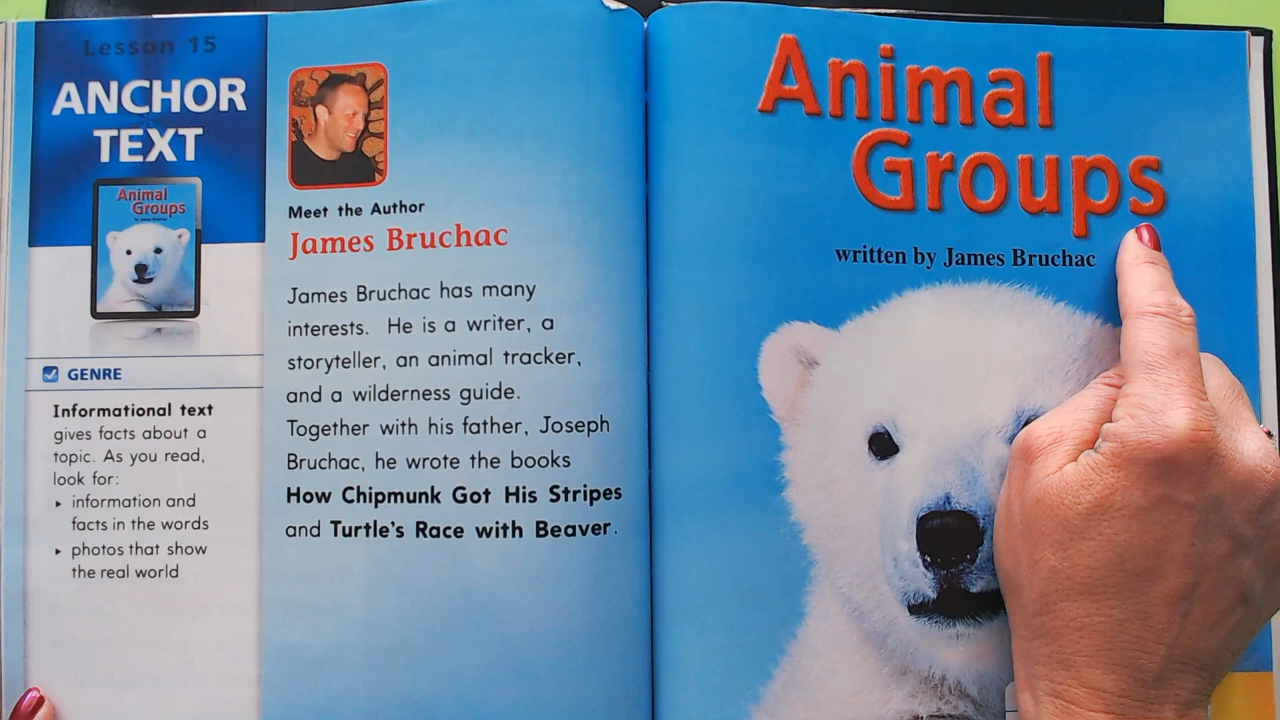 Lesson 15
ANCHOR
TEXT
Animal
Groups
GENRE
Informational text
gives facts about a
topic. As you read,
look for:
▸ information and
facts in the words
▸ photos that show
the real world
Meet the Author
James Bruchac
James Bruchac has many
interests. He is a writer, a
storyteller, an animal tracker,
and a wilderness guide.
Together with his father, Joseph
Bruchac, he wrote the books
How Chipmunk Got His Stripes
and Turtle's Race with Beaver.
Animal
Groups
written by James Bruchac